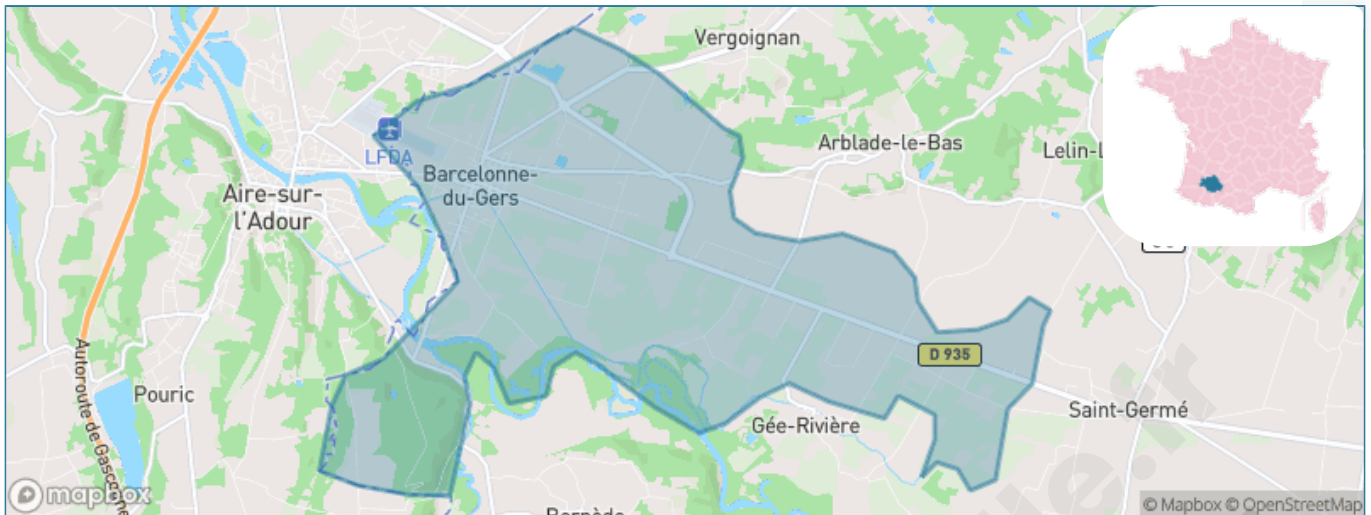 Vergoignan
Arblade-le-Bas
LFDA
Barcelonne-
du-Gers
Aire-sur-
l'Adour
D 935
Autoroute de Gascogne
Pouric
Saint-Germé
Gée-Rivière
mapbox
© Mapbox © OpenStreetMap